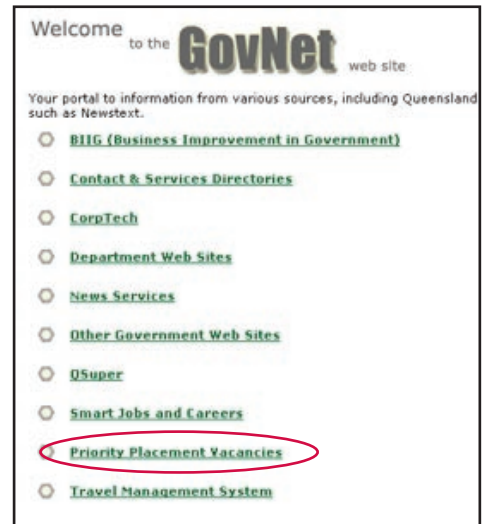 Welcome to the GovNet web site
Your portal to information from various sources, including Queensland
such as Newstext.
BIIG (Business Improvement in Government)
Contact & Services Directories
CorpTech
Department Web Sites
News Services
Other Government Web Sites
QSuper
Smart Jobs and Careers
Priority Placement Vacancies
Travel Management System